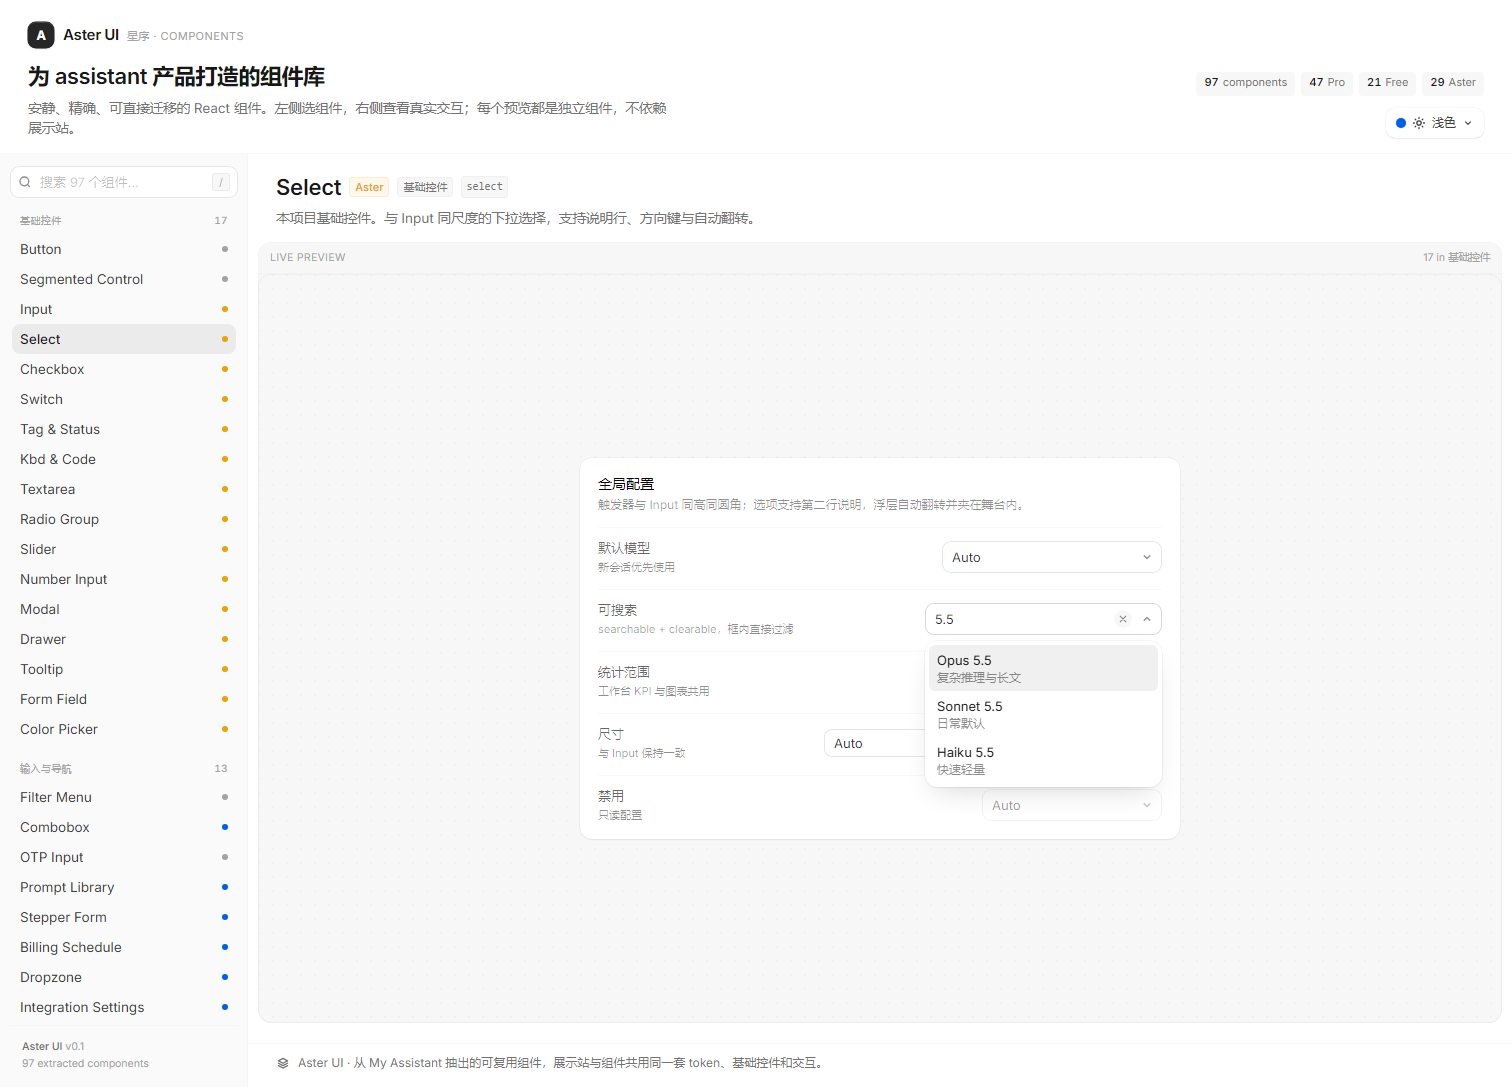 A Aster UI 星序 · COMPONENTS
为 assistant 产品打造的组件库
安静、精确、可直接迁移的 React 组件。左侧选组件，右侧查看真实交互；每个预览都是独立组件，不依赖
展示站。
97 components 47 Pro 21 Free 29 Aster
浅色
搜索 97 个组件... /
基础控件 17
Button
Segmented Control
Input
Select
Checkbox
Switch
Tag & Status
Kbd & Code
Textarea
Radio Group
Slider
Number Input
Modal
Drawer
Tooltip
Form Field
Color Picker
输入与导航 13
Filter Menu
Combobox
OTP Input
Prompt Library
Stepper Form
Billing Schedule
Dropzone
Integration Settings
Aster UI v0.1
97 extracted components
Select Aster 基础控件 select
本项目基础控件。与 Input 同尺度的下拉选择，支持说明行、方向键与自动翻转。
LIVE PREVIEW 17 in 基础控件
全局配置
触发器与 Input 同高同圆角；选项支持第二行说明，浮层自动翻转并夹在舞台内。
默认模型 Auto
新会话优先使用
可搜索 5.5
searchable + clearable，框内直接过滤
统计范围
工作台 KPI 与图表共用
尺寸 Auto
与 Input 保持一致
Opus 5.5
复杂推理与长文
Sonnet 5.5
日常默认
Haiku 5.5
快速轻量
禁用 Auto
只读配置
Aster UI · 从 My Assistant 抽出的可复用组件，展示站与组件共用同一套 token、基础控件和交互。